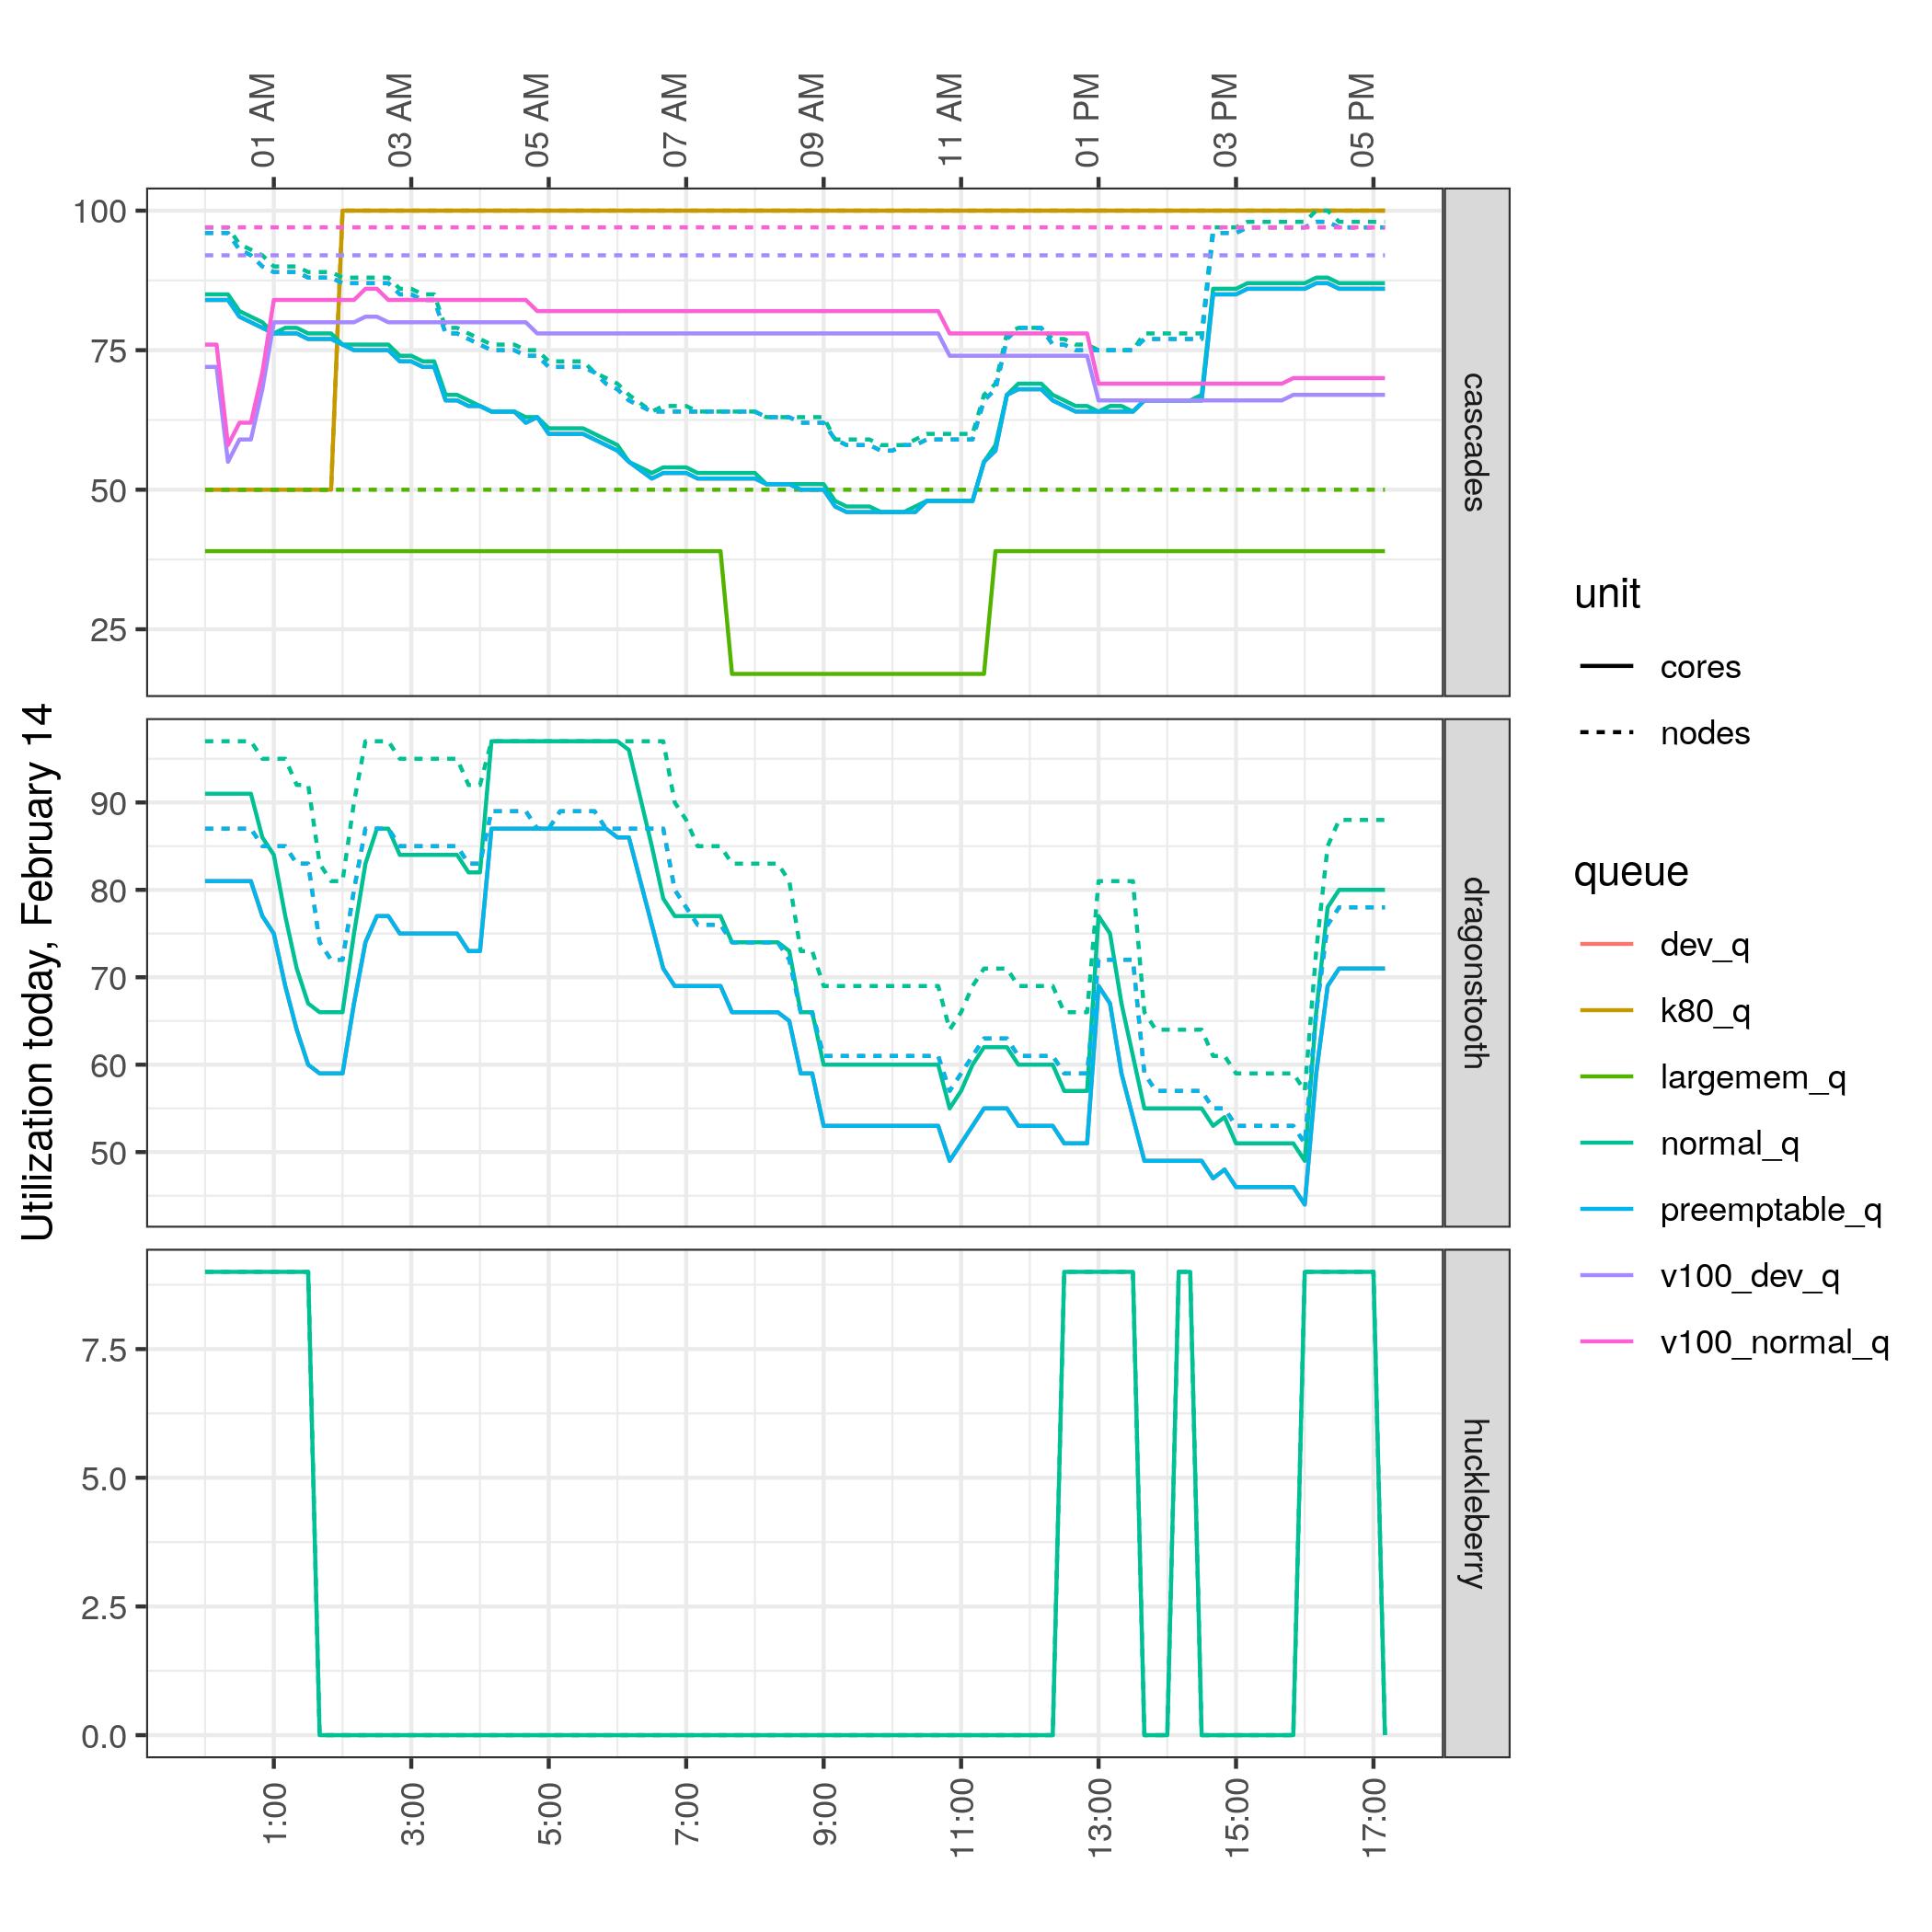 01 AM
03 AM
05 AM
07 AM
09 AM
11 AM
01 PM
03 PM
05 PM
Utilization today, February 14
100
75
50
25
cascades
90
80
70
60
50
dragonstooth
7.5
5.0
2.5
0.0
huckleberry
1:00
3:00
5:00
7:00
9:00
11:00
13:00
15:00
17:00
unit
cores
nodes
queue
dev_q
k80_q
largemem_q
normal_q
preemptable_q
v100_dev_q
v100_normal_q